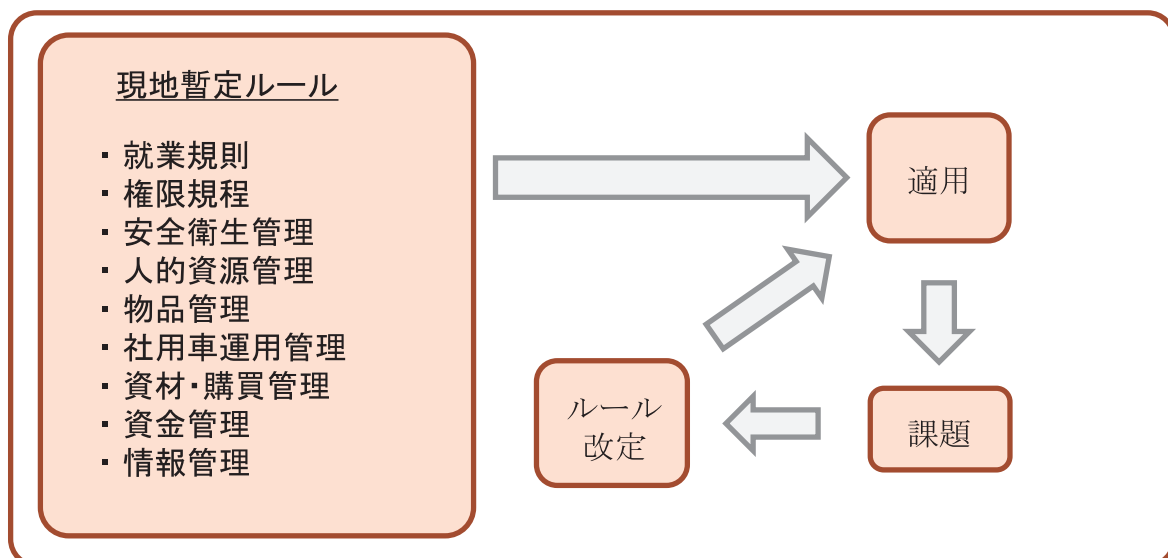 現地暫定ルール
・ 就業規則
・ 権限規程
・ 安全衛生管理
・ 人的資源管理
・ 物品管理
・ 社用車運用管理
・ 資材・購買管理
・ 資金管理
・ 情報管理
適用
課題
ルール
改定